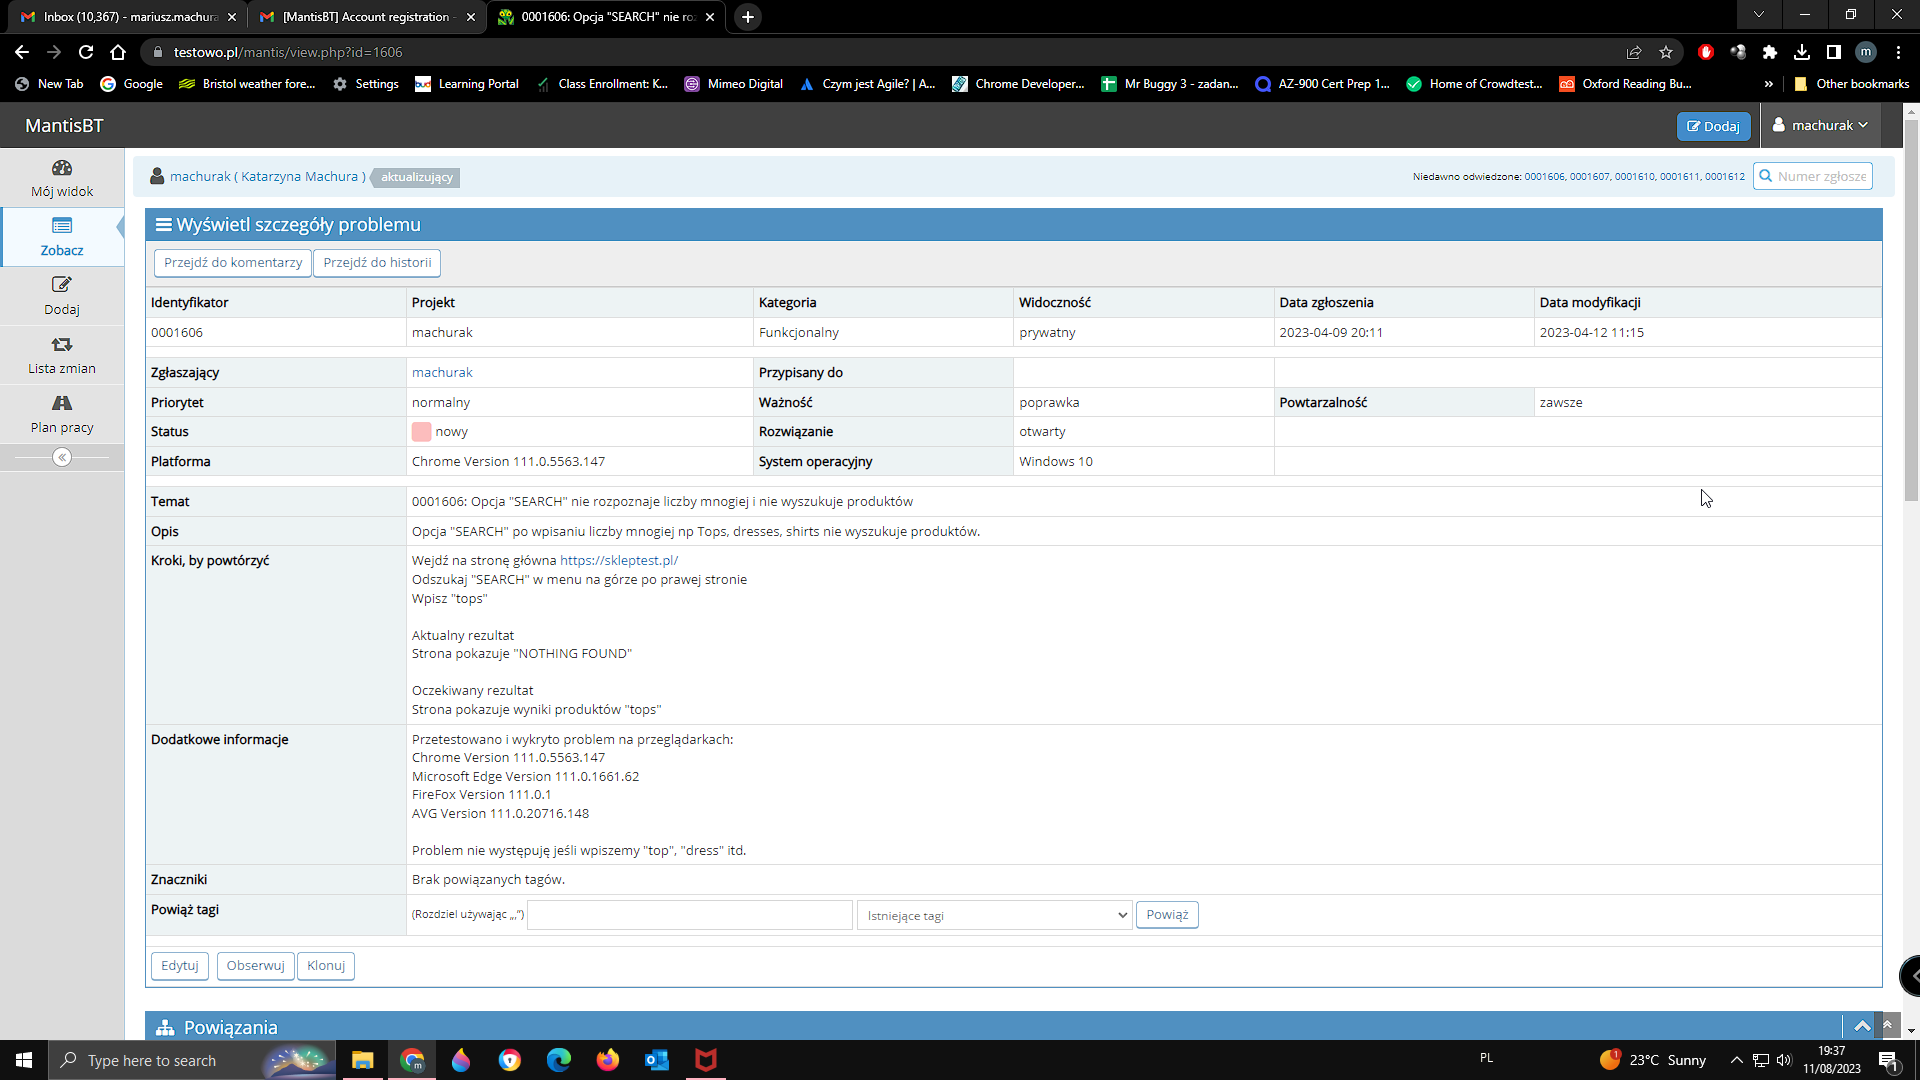 Inbox (10,367) - mariusz.machura
[MantisBT] Account registration -
0001606: Opcja "SEARCH" nie roz
testowo.pl/mantis/view.php?id=1606
m
New Tab
Google
Bristol weather fore...
Settings
Learning Portal
Class Enrollment: K...
Mimeo Digital
Czym jest Agile? | A...
Chrome Developer...
Mr Buggy 3 - zadan...
AZ-900 Cert Prep 1...
Home of Crowdtest...
Oxford Reading Bu...
»
Other bookmarks
MantisBT
Dodaj
machurak
Mój widok
Zobacz
Dodaj
Lista zmian
Plan pracy
machurak ( Katarzyna Machura )
aktualizujący
Niedawno odwiedzone: 0001606, 0001607, 0001610, 0001611, 0001612
Numer zgłosze
Wyświetl szczegóły problemu
Przejdź do komentarzy
Przejdź do historii
Identyfikator
Projekt
Kategoria
Widoczność
Data zgłoszenia
Data modyfikacji
0001606
machurak
Funkcjonalny
prywatny
2023-04-09 20:11
2023-04-12 11:15
Zgłaszający
machurak
Przypisany do
Priorytet
normalny
Ważność
poprawka
Powtarzalność
zawsze
Status
nowy
Rozwiązanie
otwarty
Platforma
Chrome Version 111.0.5563.147
System operacyjny
Windows 10
Temat
0001606: Opcja "SEARCH" nie rozpoznaje liczby mnogiej i nie wyszukuje produktów
Opis
Opcja "SEARCH" po wpisaniu liczby mnogiej np Tops, dresses, shirts nie wyszukuje produktów.
Kroki, by powtórzyć
Wejdź na stronę główna https://skleptest.pl/
Odszukaj "SEARCH" w menu na górze po prawej stronie
Wpisz "tops"
Aktualny rezultat
Strona pokazuje "NOTHING FOUND"
Oczekiwany rezultat
Strona pokazuje wyniki produktów "tops"
Dodatkowe informacje
Przetestowano i wykryto problem na przeglądarkach:
Chrome Version 111.0.5563.147
Microsoft Edge Version 111.0.1661.62
FireFox Version 111.0.1
AVG Version 111.0.20716.148
Problem nie występuję jeśli wpiszemy "top", "dress" itd.
Znaczniki
Brak powiązanych tagów.
Powiąż tagi
(Rozdziel używając „,”)
Istniejące tagi
Powiąż
Edytuj
Obserwuj
Klonuj
Powiązania
Type here to search
m
PL
1
23°C Sunny
19:37
11/08/2023
1